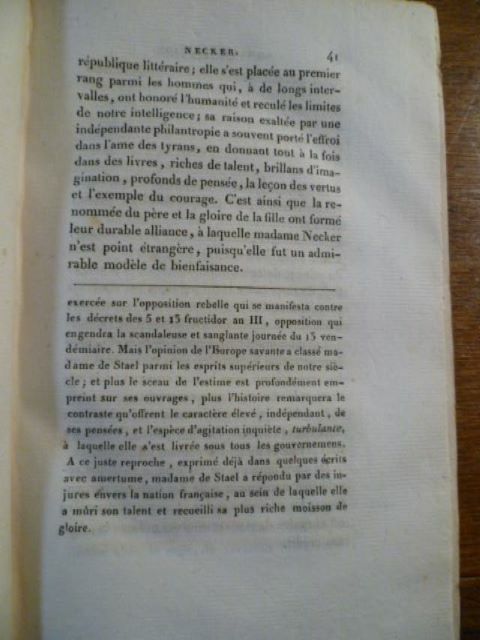 NECKER. 41
république littéraire ; elle s'est placée au premier
rang parmi les hommes qui, à de longs inter-
valles, ont honoré l'humanité et reculé les limites
de notre intelligence ; sa raison exaltée par une
indépendante philantropie a souvent porté l'effroi
dans l'ame des tyrans, en donnant tout à la fois
dans des livres, riches de talent, brillans d'ima-
gination, profonds de pensée, la leçon des vertus
et l'exemple du courage. C'est ainsi que la re-
nommée du père et la gloire de la fille ont formé
leur durable alliance, à laquelle madame Necker
n'est point étrangère, puisqu'elle fut un admi-
rable modèle de bienfaisance.
exercée sur l'opposition rebelle qui se manifesta contre
les décrets des 5 et 13 fructidor an III, opposition qui
engendra la scandaleuse et sanglante journée du 13 ven-
démiaire. Mais l'opinion de l'Europe savante a classé ma-
dame de Stael parmi les esprits supérieurs de notre siè-
cle ; et plus le sceau de l'estime est profondément em-
preint sur ses ouvrages, plus l'histoire remarquera le
contraste qu'offrent le caractère élevé, indépendant, de
ses pensées, et l'espèce d'agitation inquiète, turbulante,
à laquelle elle s'est livrée sous tous les gouvernemens.
A ce juste reproche, exprimé déjà dans quelques écrits
avec amertume, madame de Stael a répondu par des in-
jures envers la nation française, au sein de laquelle elle
a mûri son talent et recueilli sa plus riche moisson de
gloire.